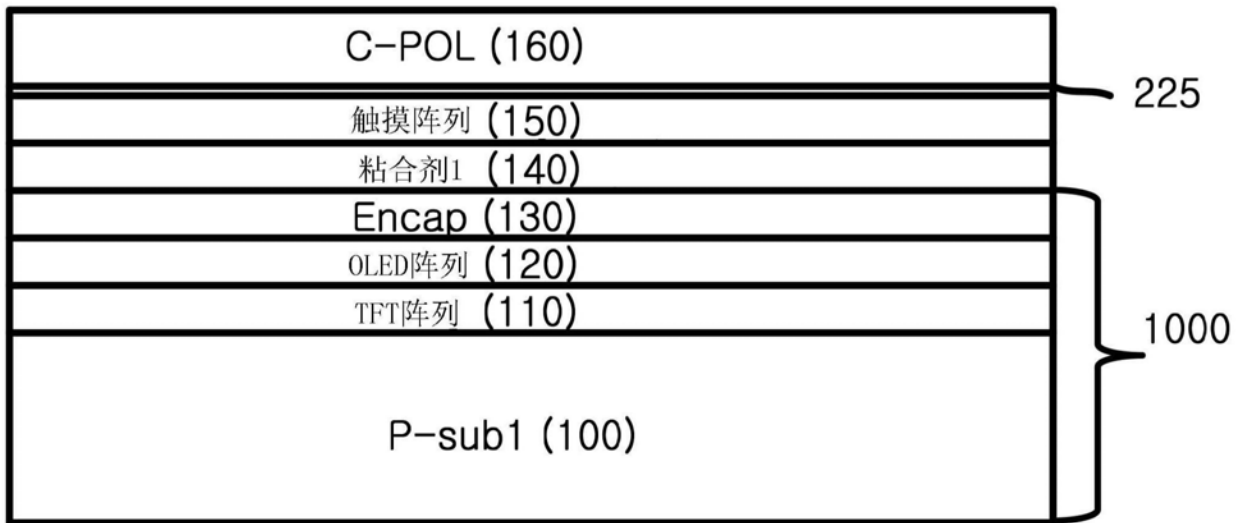 C-POL (160)
225
触摸阵列 (150)
粘合剂1 (140)
Encap (130)
OLED阵列 (120)
TFT阵列 (110)
1000
P-sub1 (100)